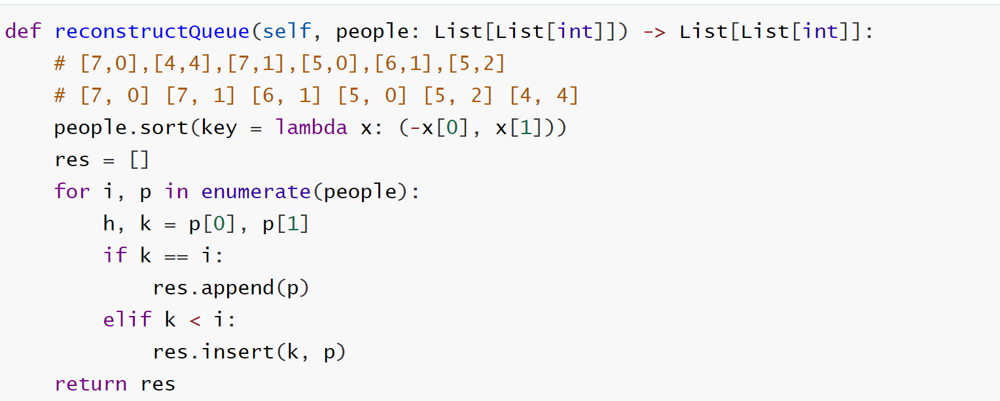 def reconstructQueue(self, people: List[List[int]]) -> List[List[int]]:
    # [7,0],[4,4],[7,1],[5,0],[6,1],[5,2]
    # [7, 0] [7, 1] [6, 1] [5, 0] [5, 2] [4, 4]
    people.sort(key = lambda x: (-x[0], x[1]))
    res = []
    for i, p in enumerate(people):
        h, k = p[0], p[1]
        if k == i:
            res.append(p)
        elif k < i:
            res.insert(k, p)
    return res